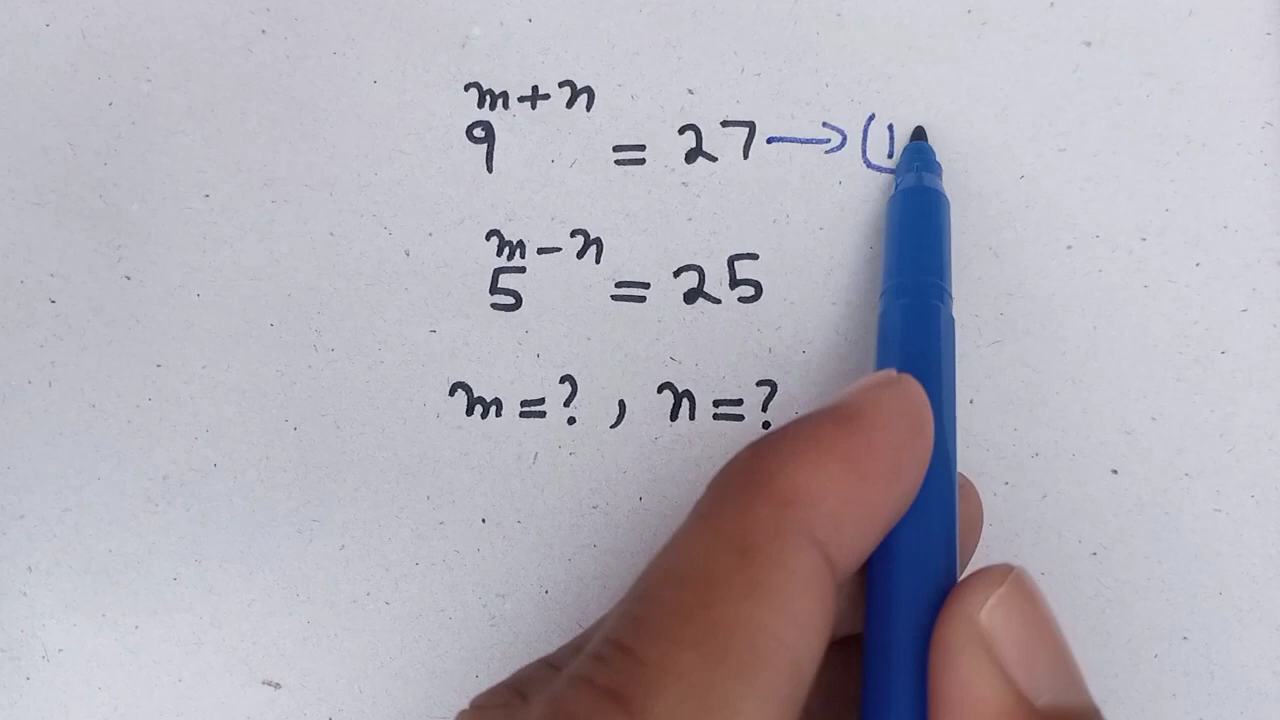 9^{m+n} = 27 → (1
5^{m-n} = 25
m=?, n=?